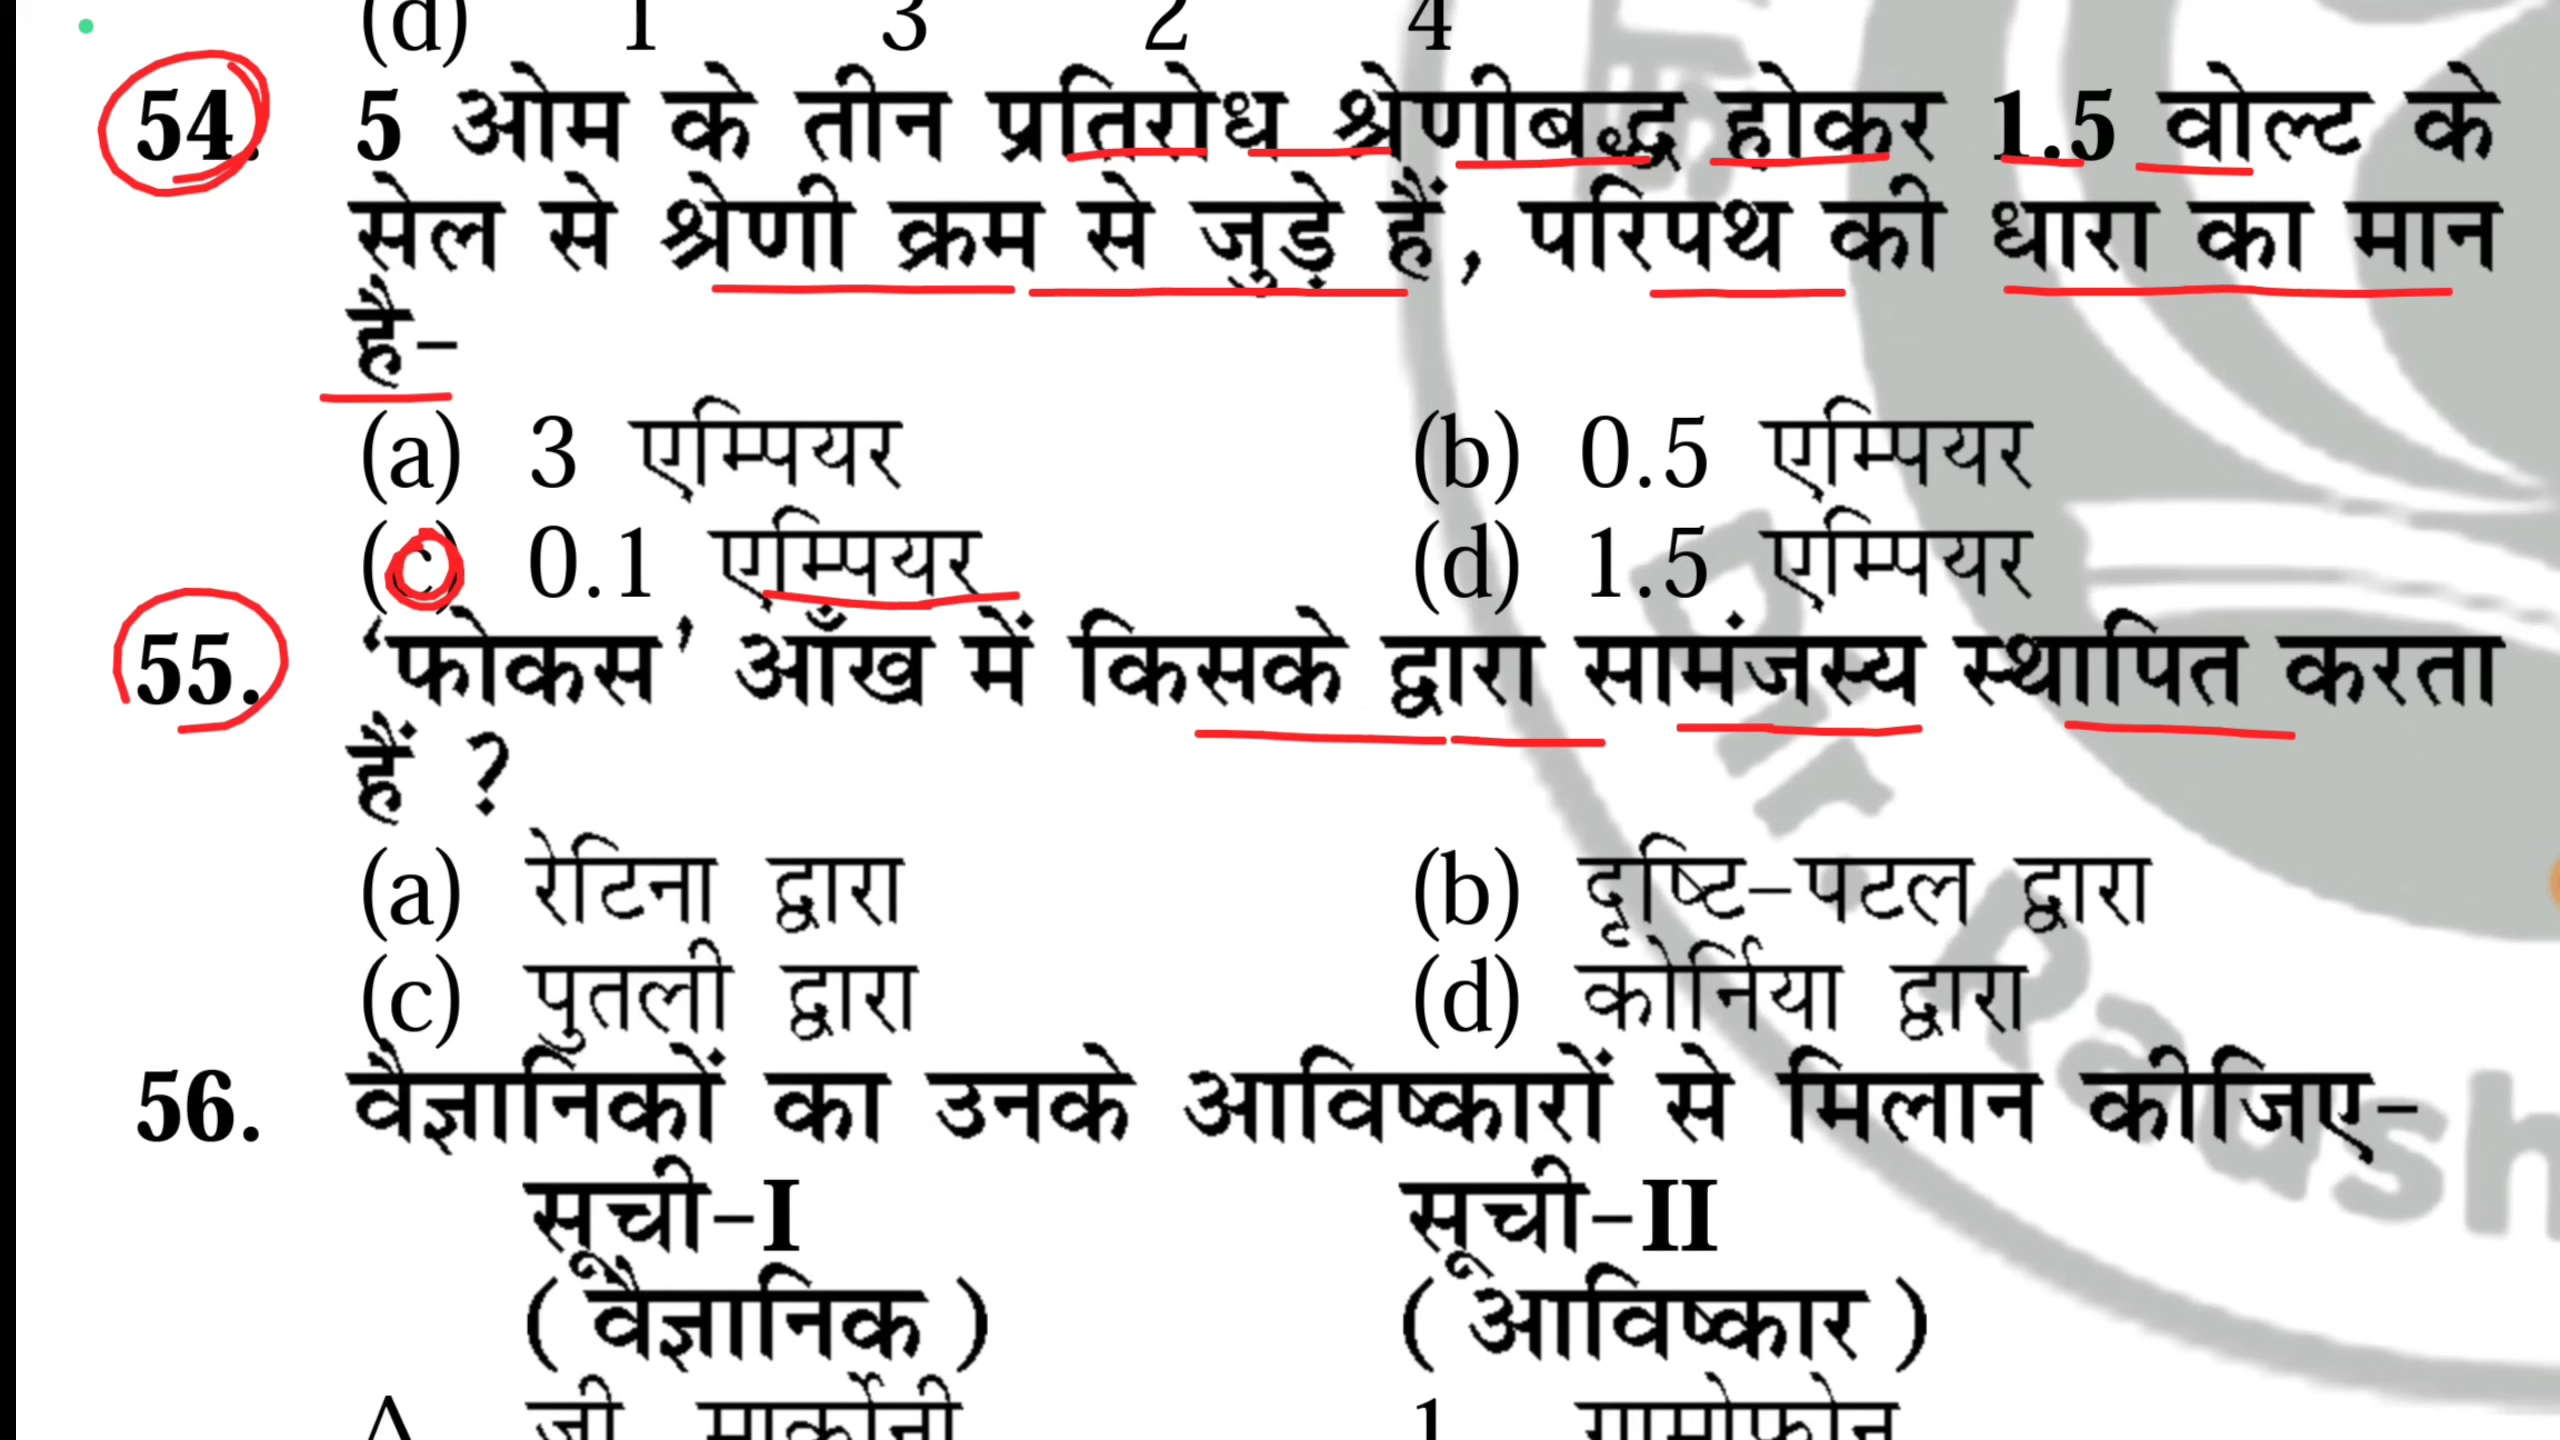 (d) 1 3 2 4
54. 5 ओम के तीन प्रतिरोध श्रेणीबद्ध होकर 1.5 वोल्ट के
सेल से श्रेणी क्रम से जुड़े हैं, परिपथ की धारा का मान
है-
(a) 3 एम्पियर (b) 0.5 एम्पियर
(c) 0.1 एम्पियर (d) 1.5 एम्पियर
55. ‘फोकस’ आँख में किसके द्वारा सामंजस्य स्थापित करता
हैं ?
(a) रेटिना द्वारा (b) दृष्टि-पटल द्वारा
(c) पुतली द्वारा (d) कोर्निया द्वारा
56. वैज्ञानिकों का उनके आविष्कारों से मिलान कीजिए-
सूची-I सूची-II
(वैज्ञानिक) (आविष्कार)
A जी मार्कोनी 1 ग्रामोफोन